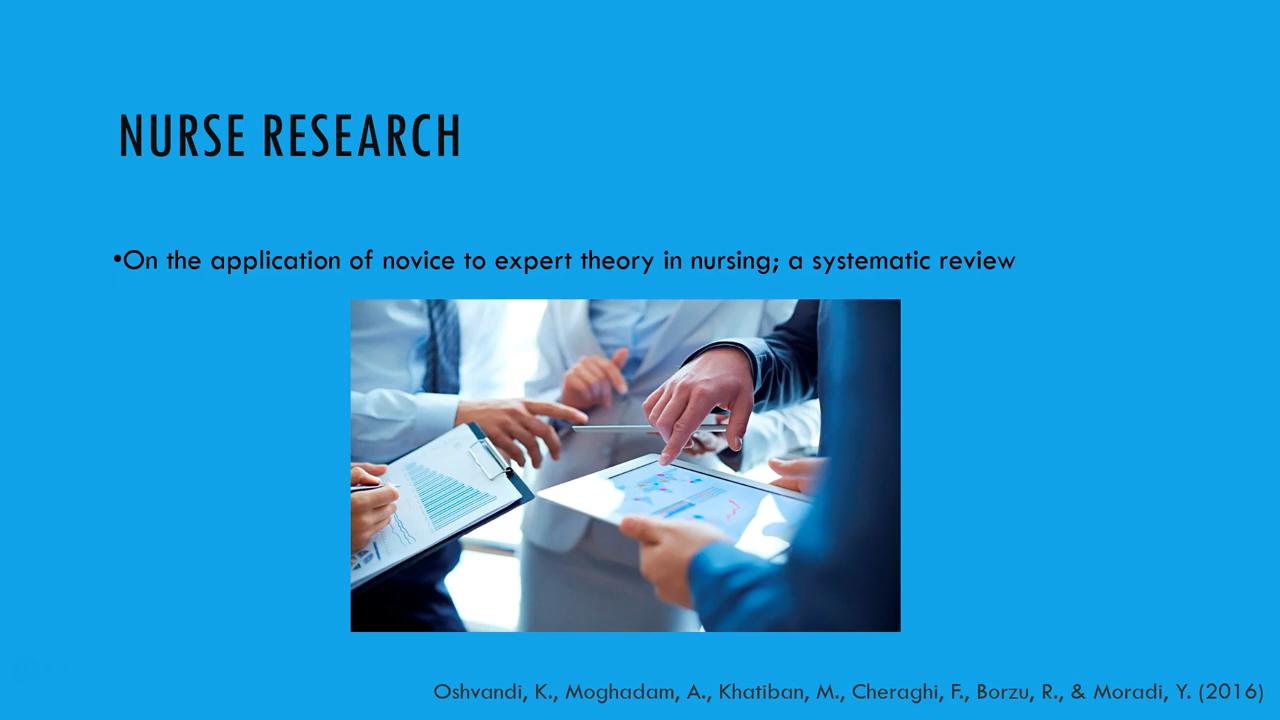 NURSE RESEARCH
•On the application of novice to expert theory in nursing; a systematic review
Oshvandi, K., Moghadam, A., Khatiban, M., Cheraghi, F., Borzu, R., & Moradi, Y. (2016)